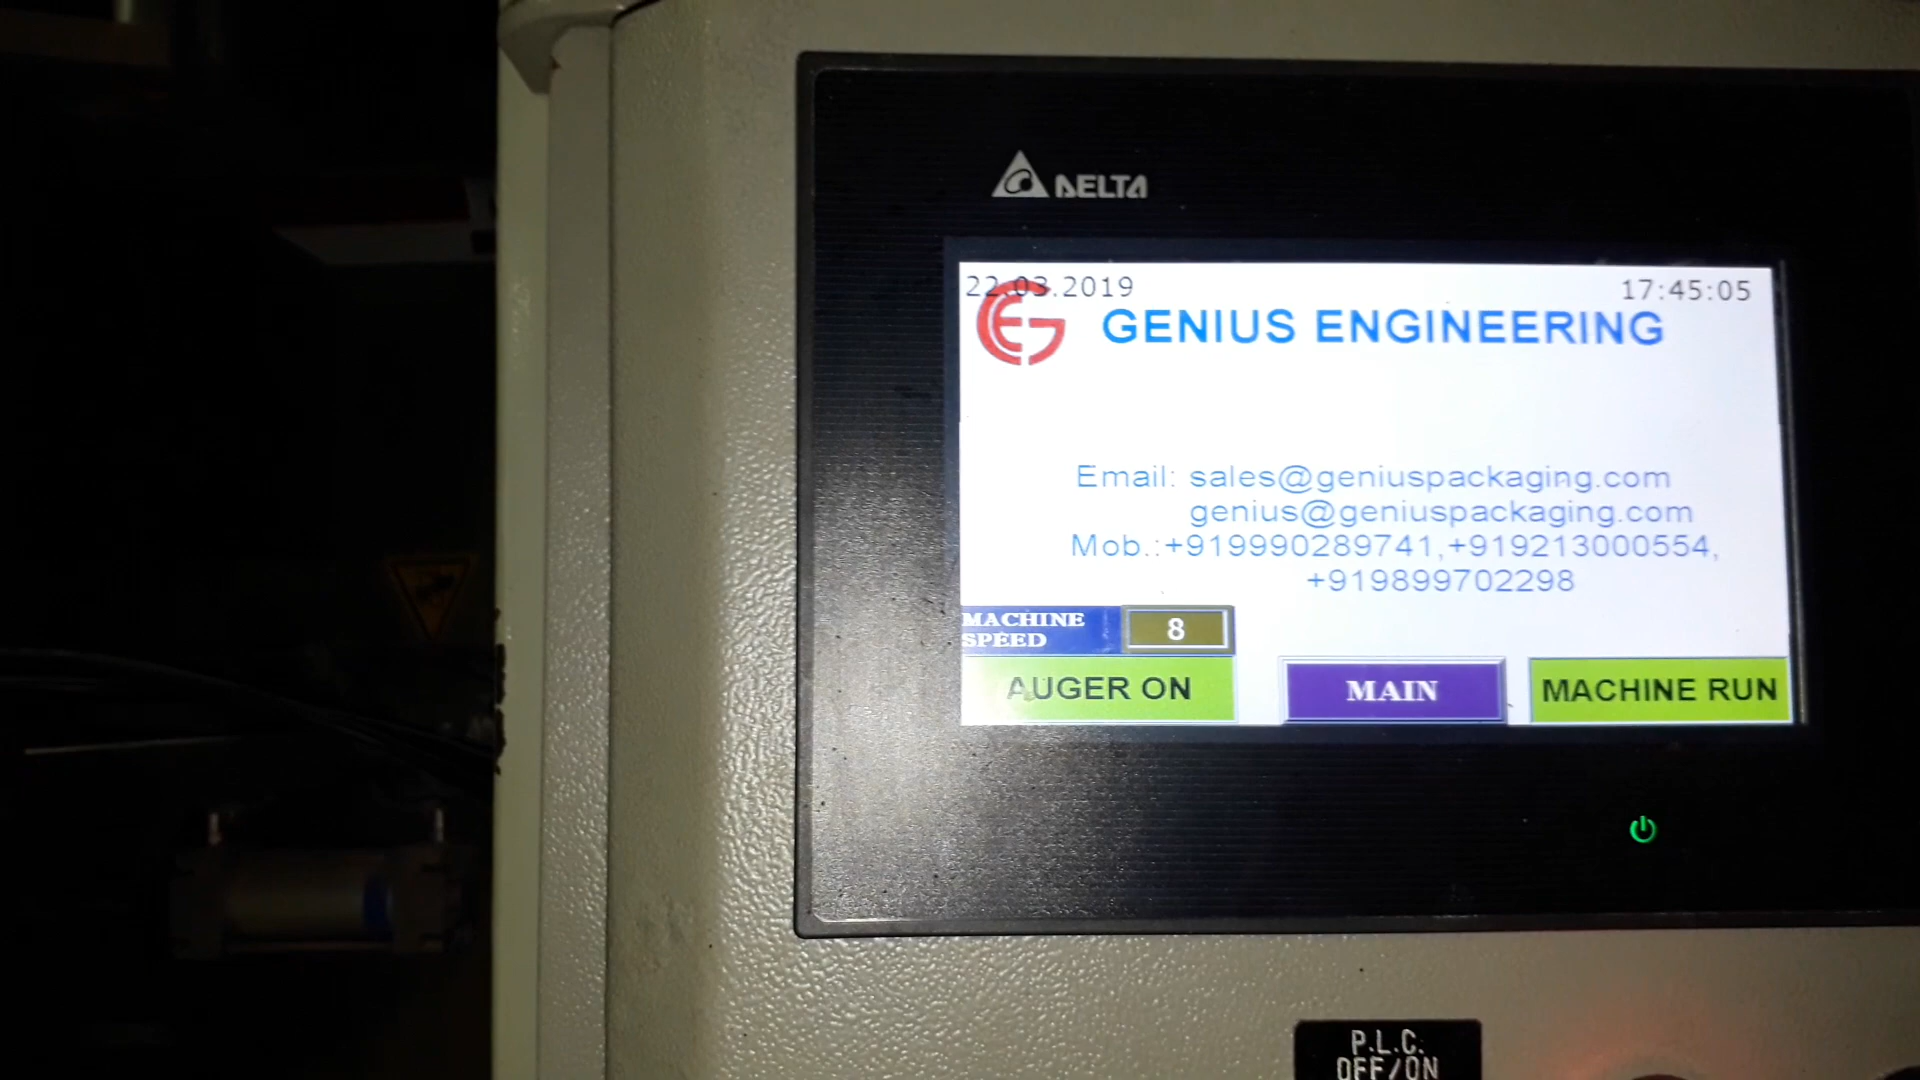 DELTA
22.03.2019 17:45:05
GENIUS ENGINEERING
Email: sales@geniuspackaging.com
genius@geniuspackaging.com
Mob.:+919990289741,+919213000554,
+919899702298
MACHINE
SPEED
8
AUGER ON
MAIN
MACHINE RUN
P.L.C.
OFF/ON